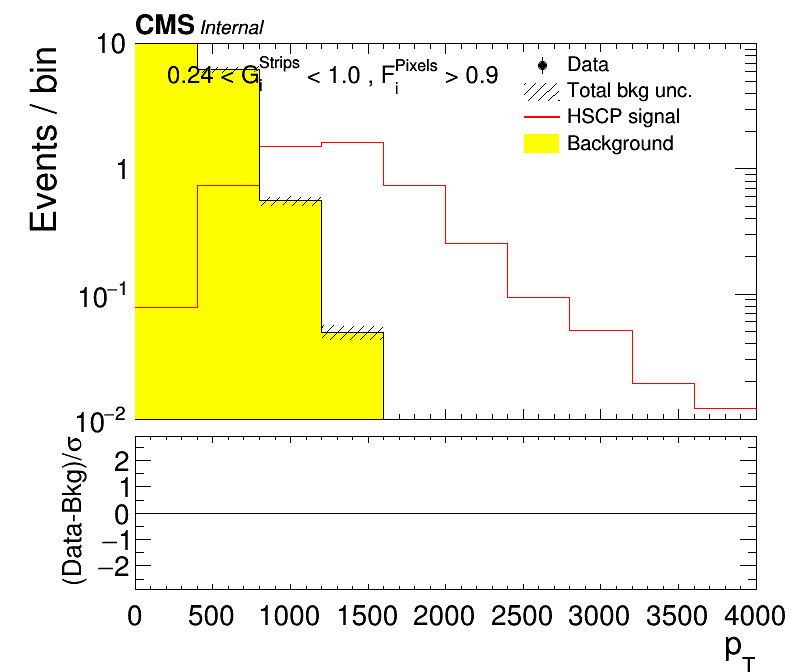 CMS Internal
10
0.24 < G_i^Strips < 1.0 , F_i^Pixels > 0.9
Data
Total bkg unc.
HSCP signal
Background
Events / bin
1
10⁻¹
10⁻²
(Data-Bkg)/σ
2
1
0
−1
−2
0 500 1000 1500 2000 2500 3000 3500 4000
p_T